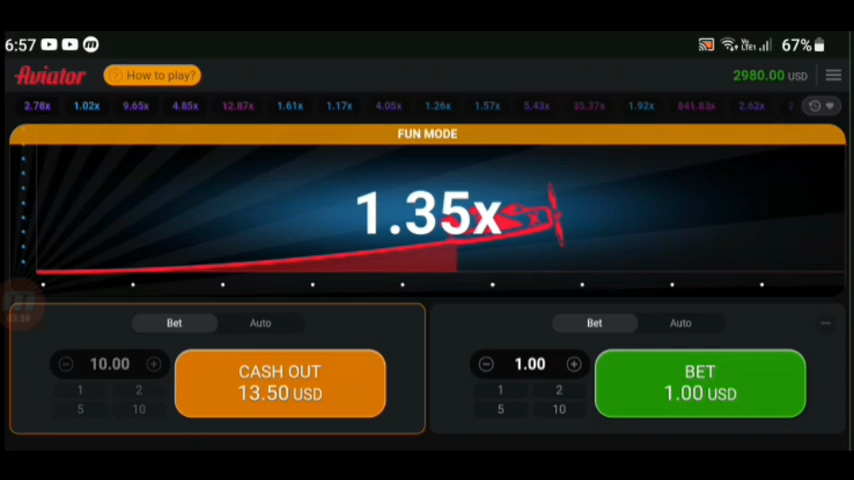 6:57 67%
Aviator ? How to play? 2980.00 USD
2.78x 1.02x 9.65x 4.85x 12.87x 1.61x 1.17x 4.05x 1.26x 1.57x 5.43x 35.37x 1.92x 841.83x 2.62x 2
FUN MODE
1.35x
Bet Auto
10.00
1 2
5 10
CASH OUT
13.50 USD
Bet Auto
1.00
1 2
5 10
BET
1.00 USD